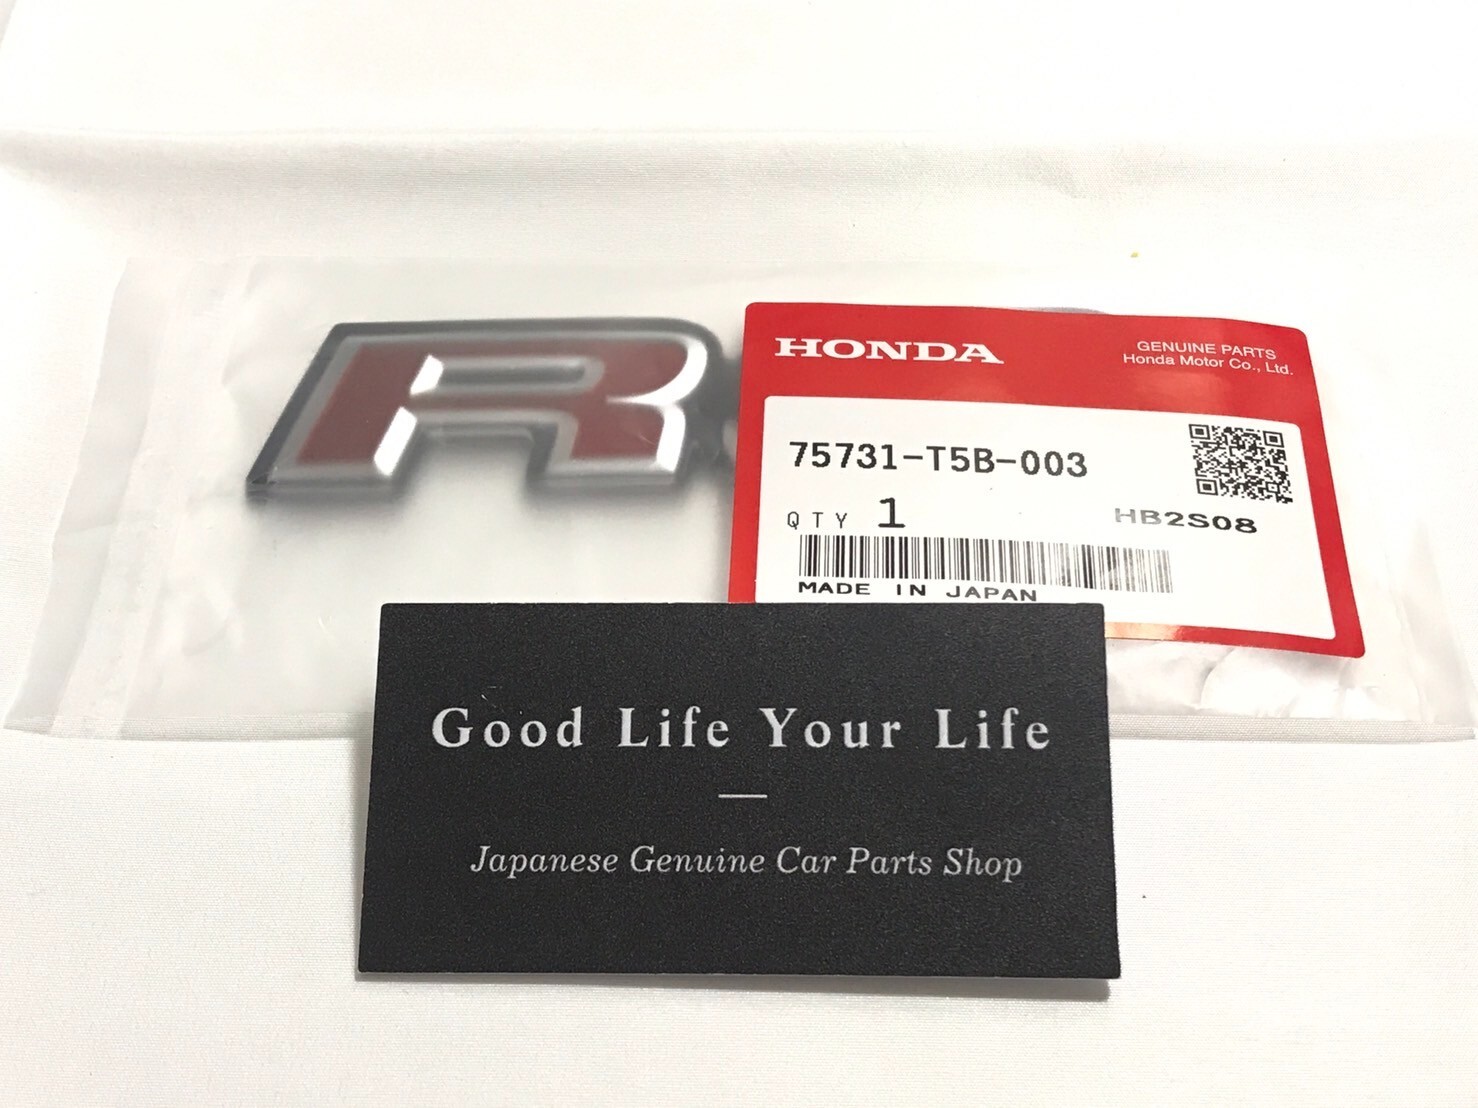 R
HONDA
GENUINE PARTS
Honda Motor Co., Ltd.
75731-T5B-003
QTY 1
HB2S08
MADE IN JAPAN
Good Life Your Life
Japanese Genuine Car Parts Shop